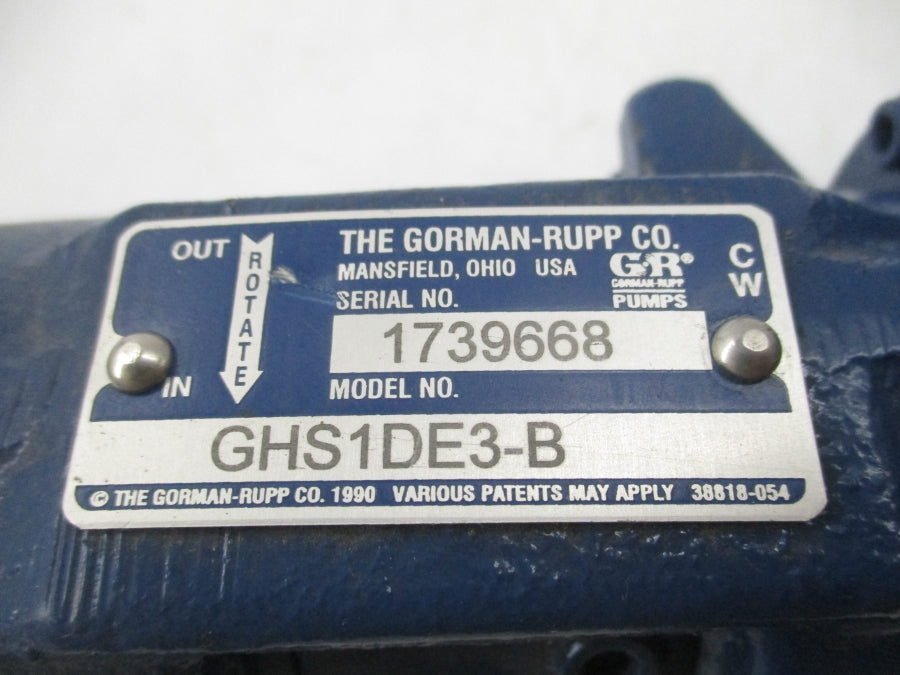 OUT
ROTATE
IN
THE GORMAN-RUPP CO.
MANSFIELD, OHIO USA
GR®
GORMAN-RUPP
PUMPS
CW
SERIAL NO.
1739668
MODEL NO.
GHS1DE3-B
© THE GORMAN-RUPP CO. 1990 VARIOUS PATENTS MAY APPLY 38818-054